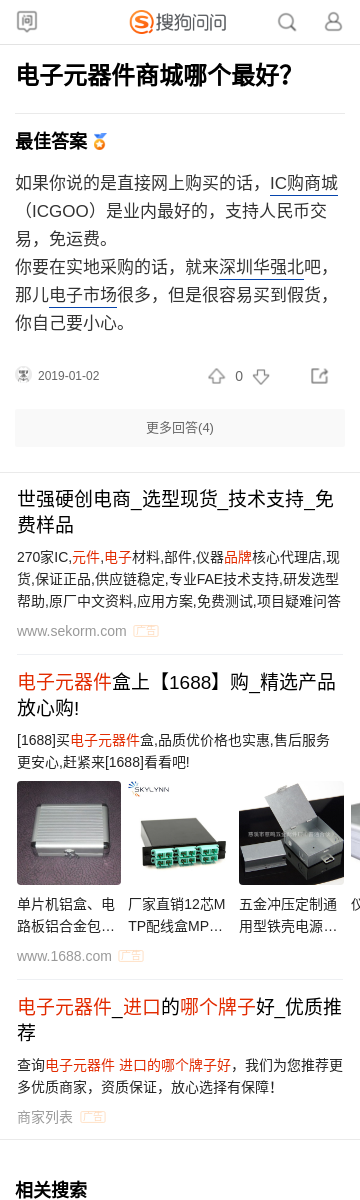 问
搜狗问问
电子元器件商城哪个最好?
最佳答案
如果你说的是直接网上购买的话，IC购商城
（ICGOO）是业内最好的，支持人民币交
易，免运费。
你要在实地采购的话，就来深圳华强北吧，
那儿电子市场很多，但是很容易买到假货，
你自己要小心。
2019-01-02
0
更多回答(4)
世强硬创电商_选型现货_技术支持_免
费样品
270家IC,元件,电子材料,部件,仪器品牌核心代理店,现
货,保证正品,供应链稳定,专业FAE技术支持,研发选型
帮助,原厂中文资料,应用方案,免费测试,项目疑难问答
www.sekorm.com 广告
电子元器件盒上【1688】购_精选产品
放心购!
[1688]买电子元器件盒,品质优价格也实惠,售后服务
更安心,赶紧来[1688]看看吧!
SKYLYNN
单片机铝盒、电
路板铝合金包…
厂家直销12芯M
TP配线盒MP…
五金冲压定制通
用型铁壳电源…
www.1688.com 广告
电子元器件_进口的哪个牌子好_优质推
荐
查询电子元器件 进口的哪个牌子好，我们为您推荐更
多优质商家，资质保证，放心选择有保障！
商家列表 广告
相关搜索